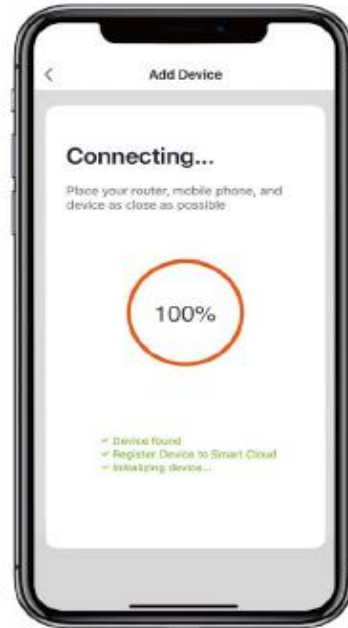 Add Device
Connecting...
Place your router, mobile phone, and
device as close as possible
100%
✓ Device found
✓ Register Device to Smart Cloud
✓ Initializing device...